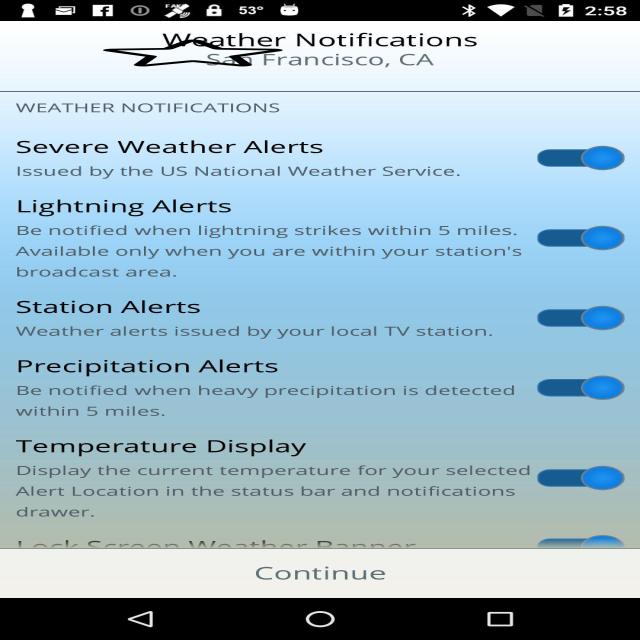 53° 2:58
Weather Notifications
San Francisco, CA
WEATHER NOTIFICATIONS
Severe Weather Alerts
Issued by the US National Weather Service.
Lightning Alerts
Be notified when lightning strikes within 5 miles.
Available only when you are within your station's
broadcast area.
Station Alerts
Weather alerts issued by your local TV station.
Precipitation Alerts
Be notified when heavy precipitation is detected
within 5 miles.
Temperature Display
Display the current temperature for your selected
Alert Location in the status bar and notifications
drawer.
Lock Screen Weather Banner
Continue